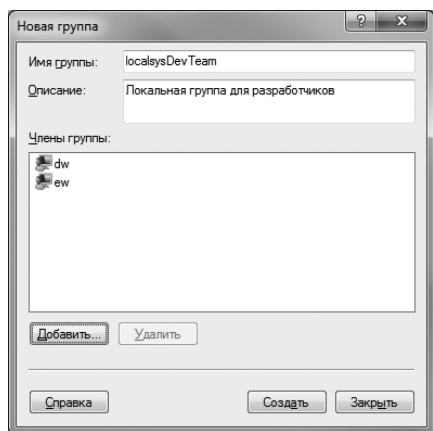 Новая группа
Имя группы: localsysDevTeam
Описание: Локальная группа для разработчиков
Члены группы:
dw
ew
Добавить... Удалить
Справка Создать Закрыть